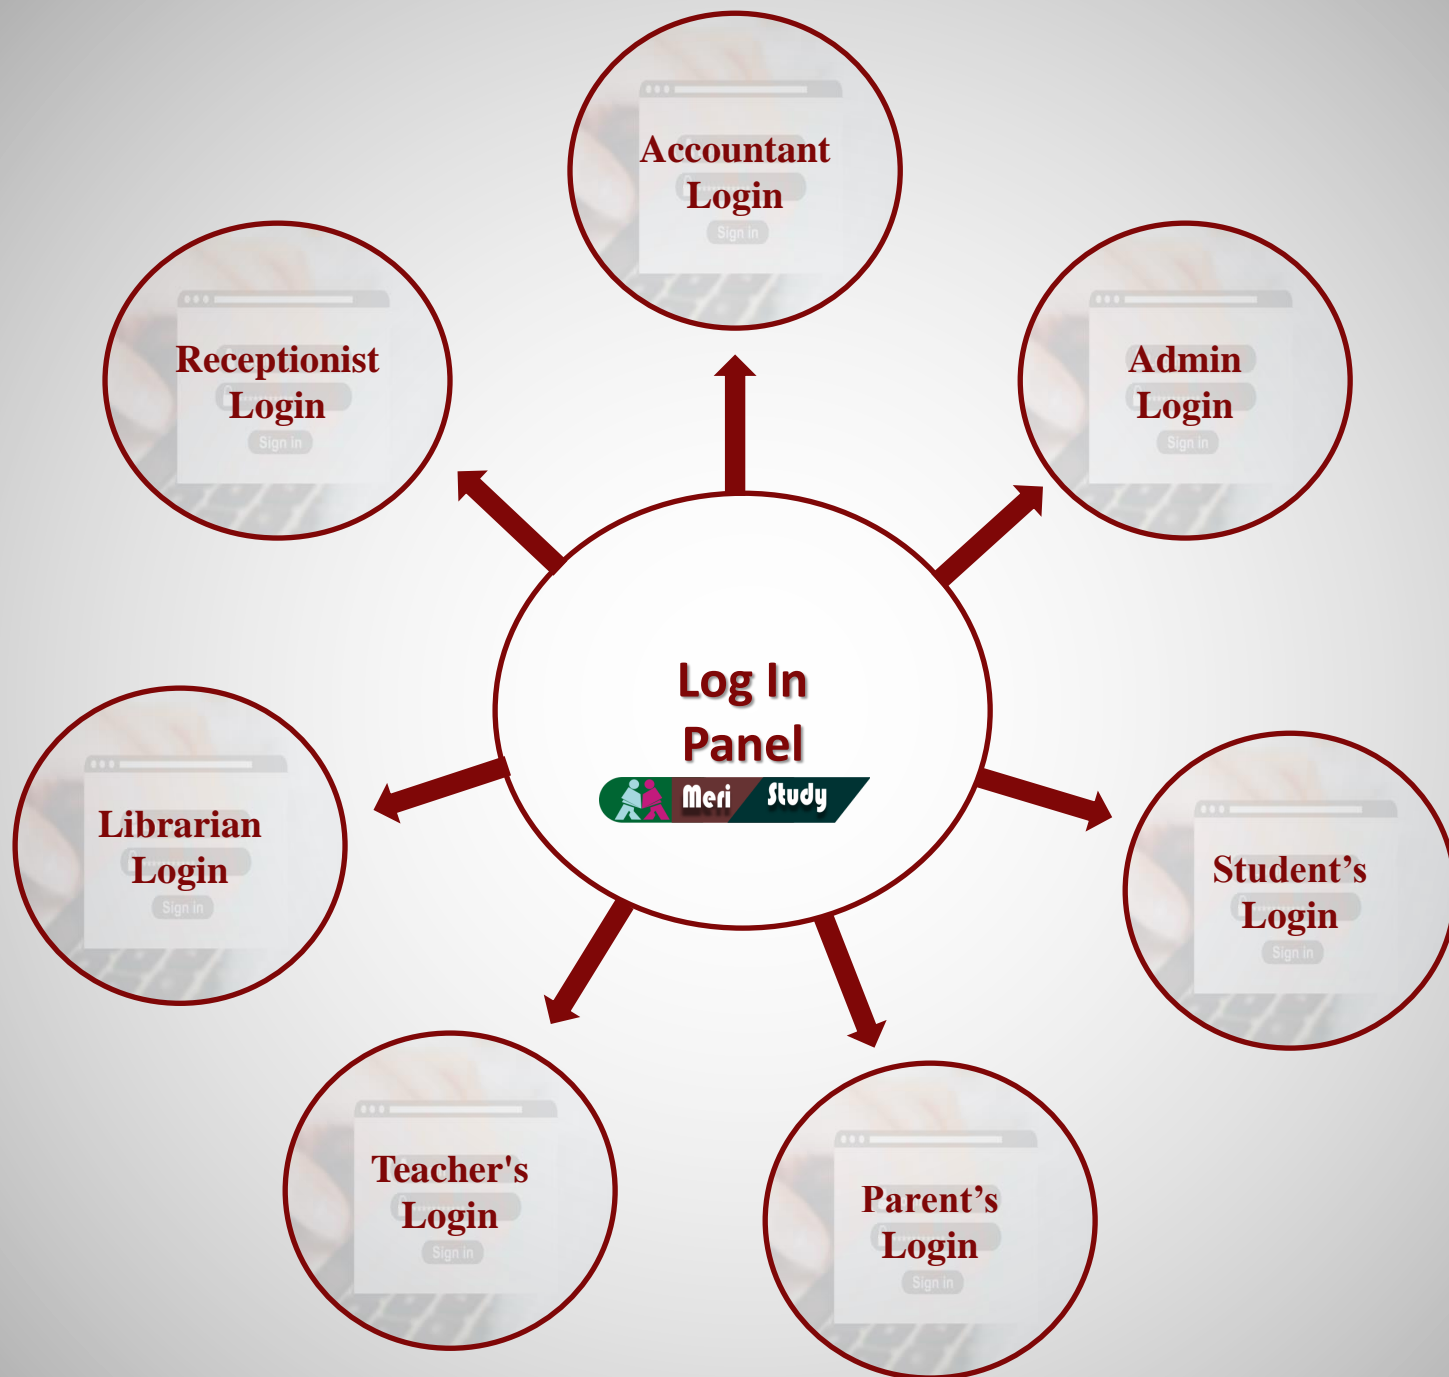 Accountant
Login
Sign in
Receptionist
Login
Sign in
Admin
Login
Sign in
Log In
Panel
Meri Study
Librarian
Login
Sign in
Student’s
Login
Sign in
Teacher's
Login
Sign in
Parent’s
Login
Sign in